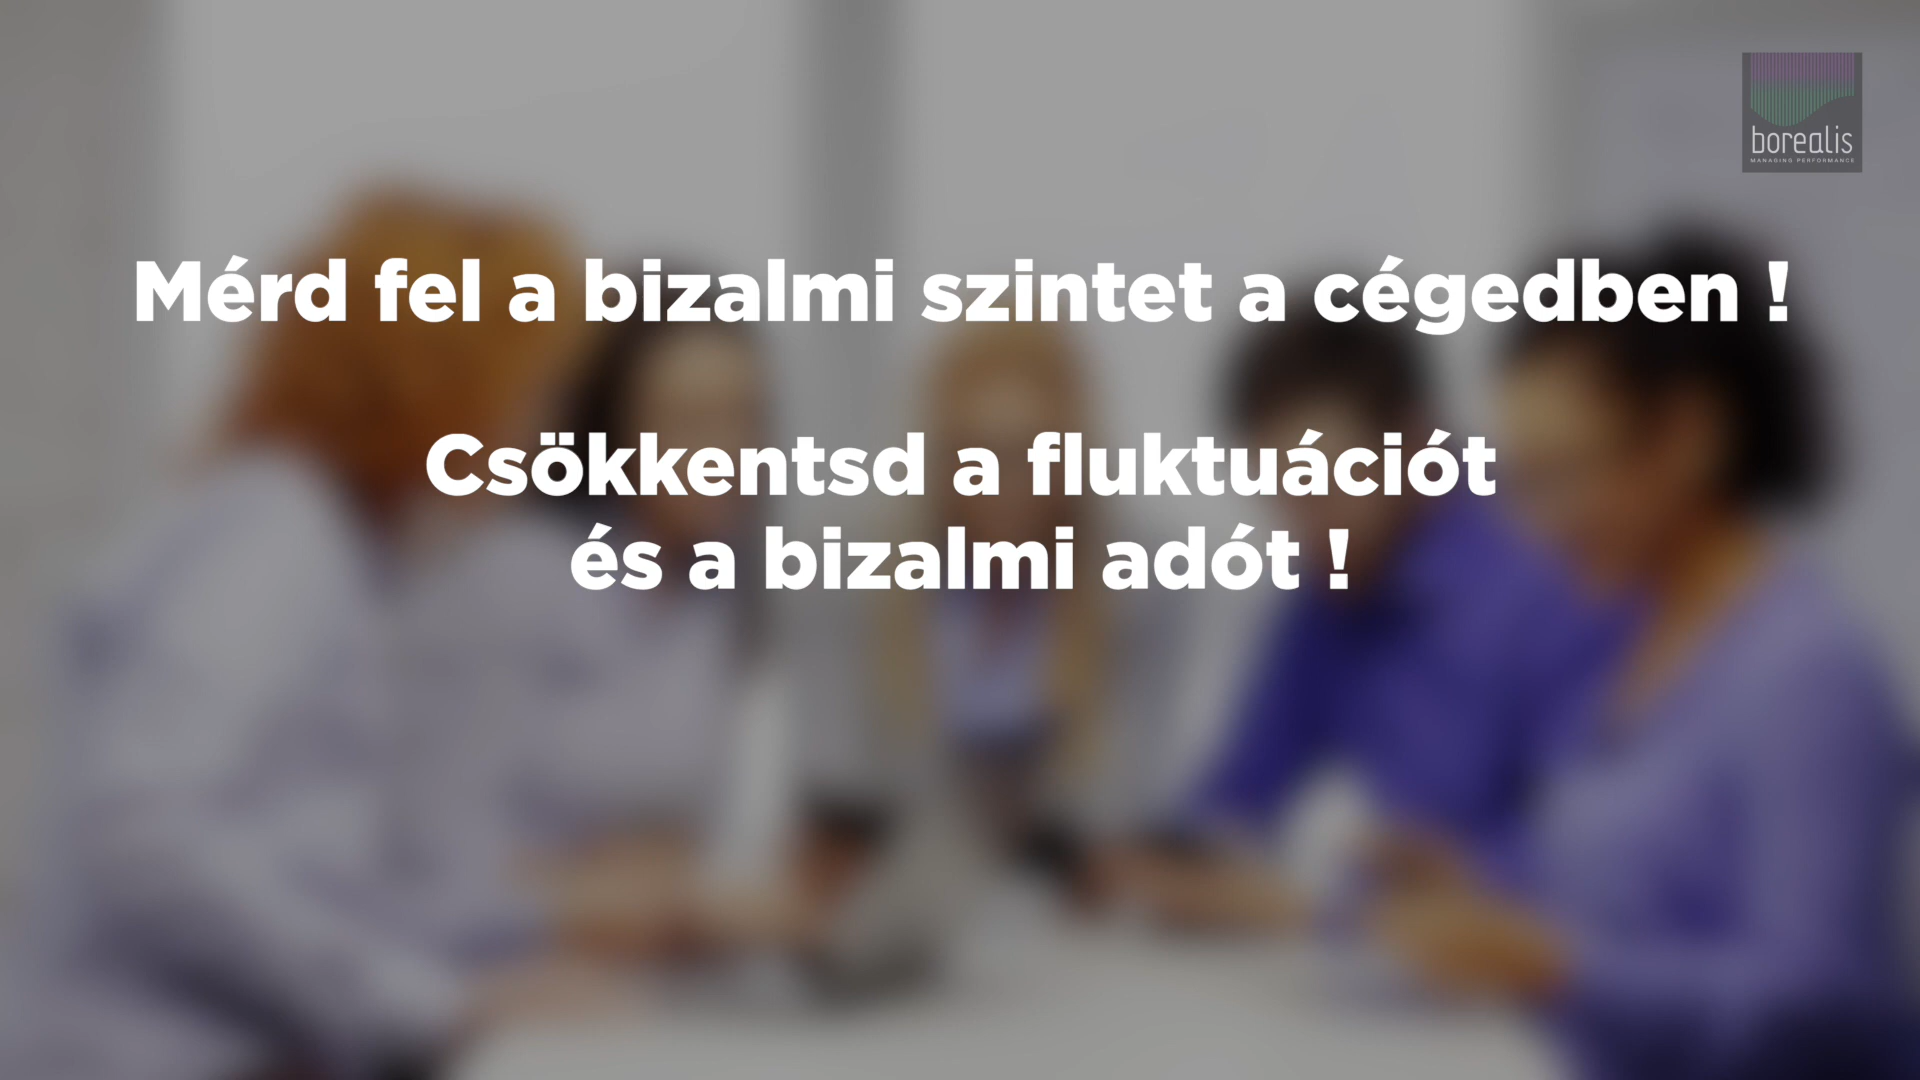 borealis
MANAGING PERFORMANCE
Mérd fel a bizalmi szintet a cégedben !
Csökkentsd a fluktuációt
és a bizalmi adót !